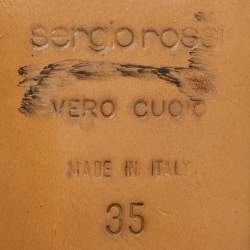 sergio rossi
VERO CUOIO
MADE IN ITALY
35